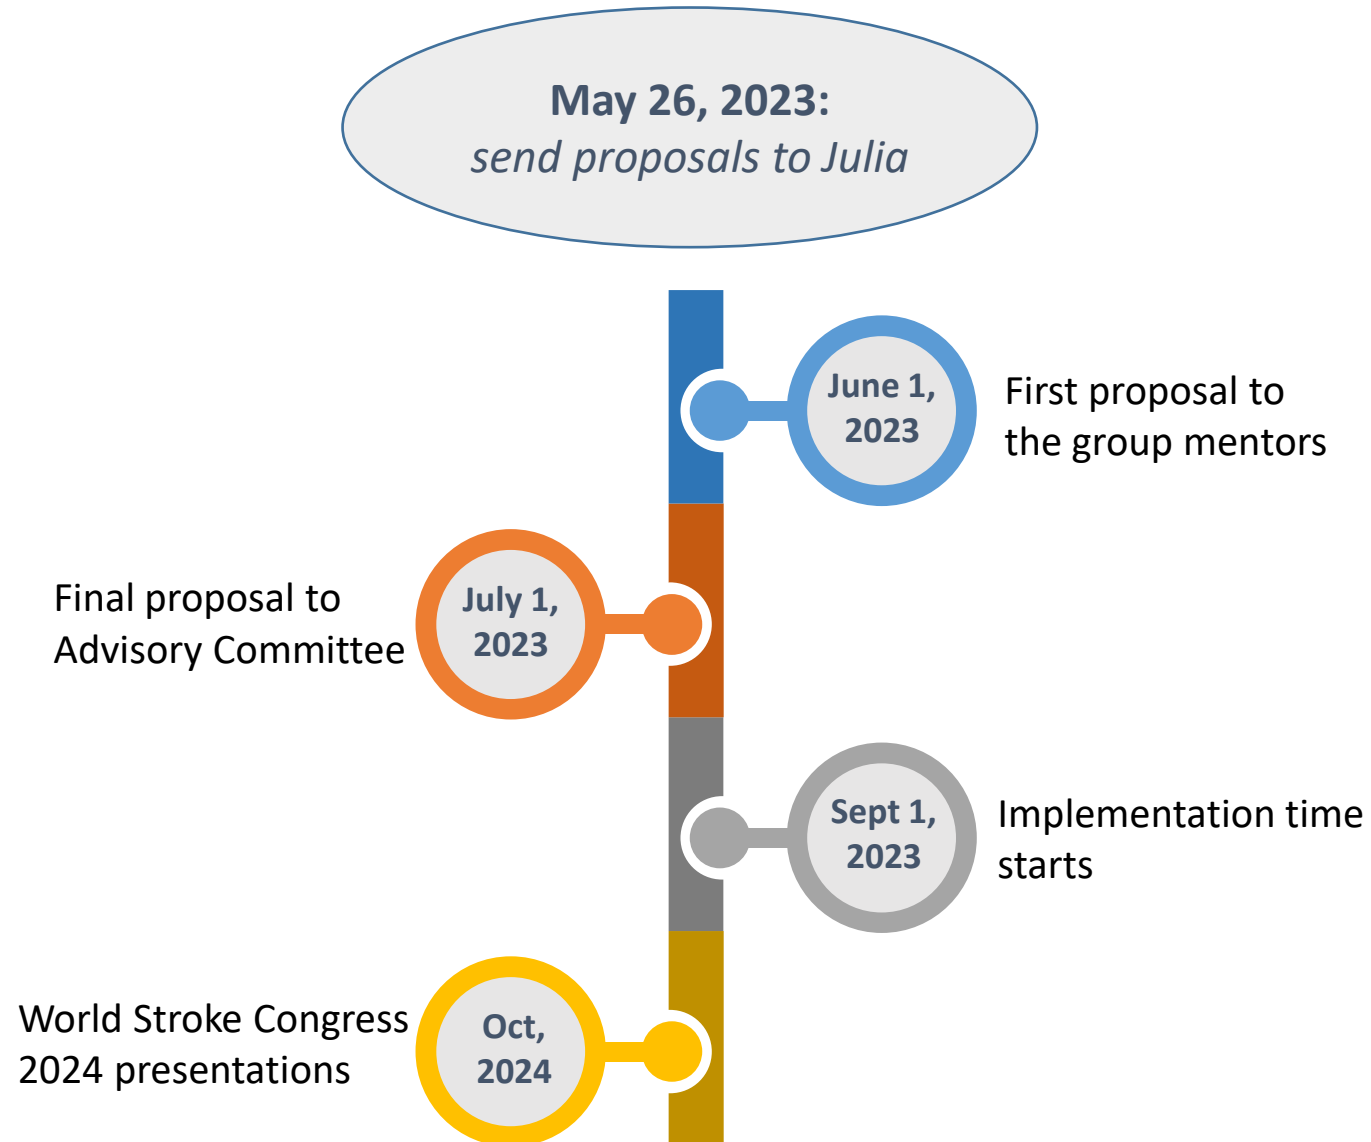 May 26, 2023:
send proposals to Julia
June 1,
2023
First proposal to
the group mentors
Final proposal to
Advisory Committee
July 1,
2023
Sept 1,
2023
Implementation time
starts
World Stroke Congress
2024 presentations
Oct,
2024